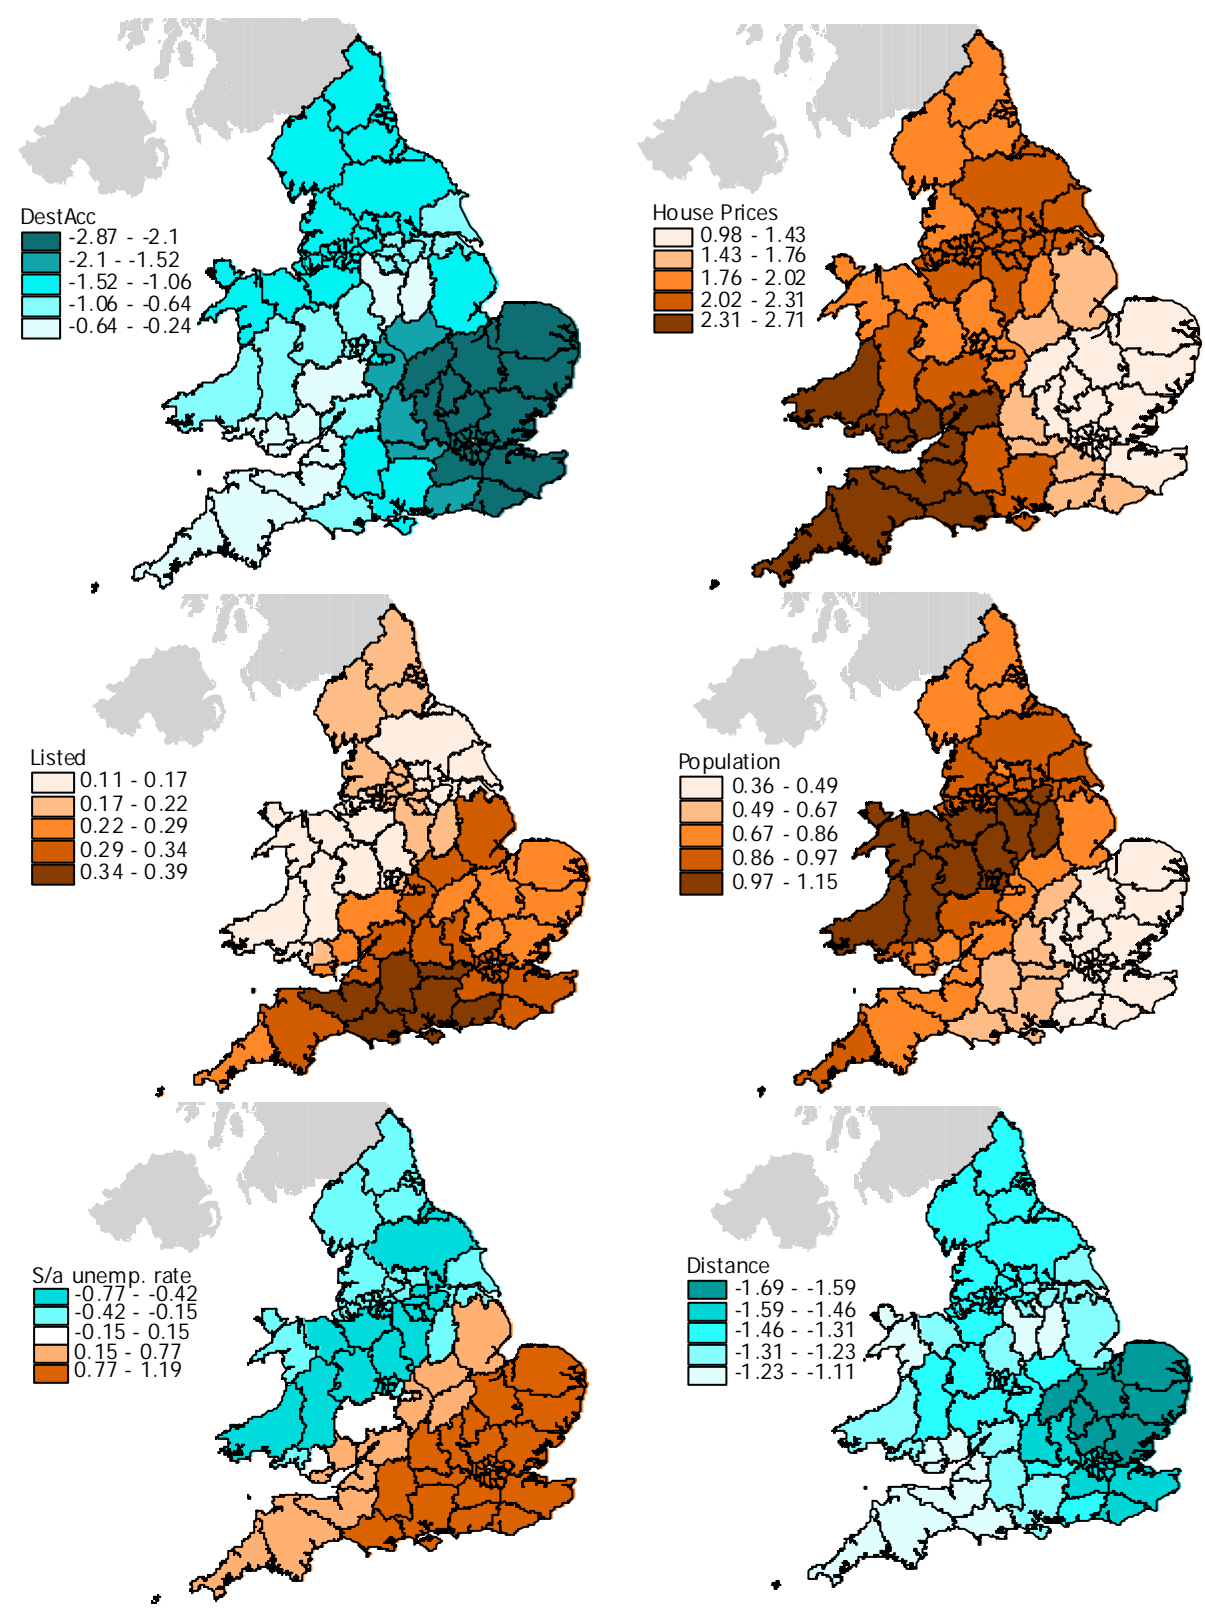 DestAcc
-2.87 - -2.1
-2.1 - -1.52
-1.52 - -1.06
-1.06 - -0.64
-0.64 - -0.24
House Prices
0.98 - 1.43
1.43 - 1.76
1.76 - 2.02
2.02 - 2.31
2.31 - 2.71
Listed
0.11 - 0.17
0.17 - 0.22
0.22 - 0.29
0.29 - 0.34
0.34 - 0.39
Population
0.36 - 0.49
0.49 - 0.67
0.67 - 0.86
0.86 - 0.97
0.97 - 1.15
S/a unemp. rate
-0.77 - -0.42
-0.42 - -0.15
-0.15 - 0.15
0.15 - 0.77
0.77 - 1.19
Distance
-1.69 - -1.59
-1.59 - -1.46
-1.46 - -1.31
-1.31 - -1.23
-1.23 - -1.11